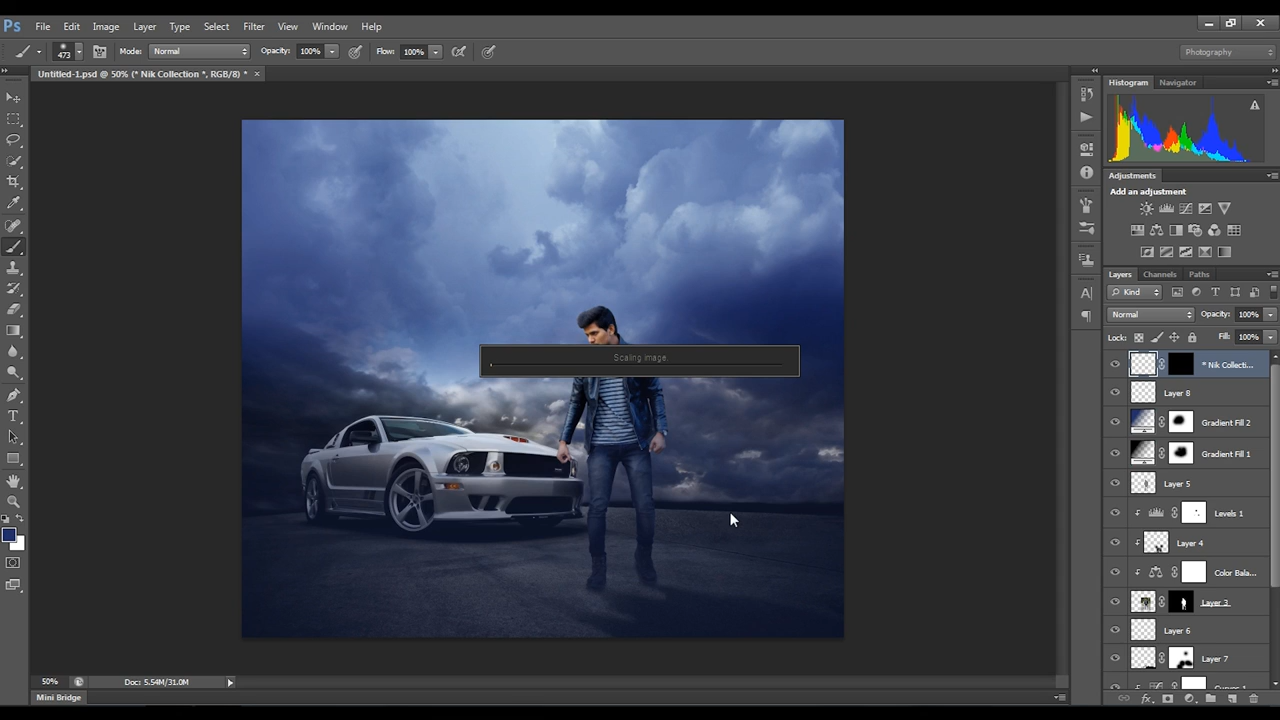 Ps File Edit Image Layer Type Select Filter View Window Help
473 Mode: Normal Opacity: 100% Flow: 100% Photography
Untitled-1.psd @ 50% (* Nik Collection *, RGB/8) * ×
Histogram Navigator
Adjustments
Add an adjustment
Layers Channels Paths
Kind
Normal Opacity: 100%
Lock: Fill: 100%
Scaling image.
* Nik Collecti...
Layer 8
Gradient Fill 2
Gradient Fill 1
Layer 5
Levels 1
Layer 4
Color Bala...
Layer 3
Layer 6
Layer 7
50% Doc: 5.54M/31.0M
Mini Bridge